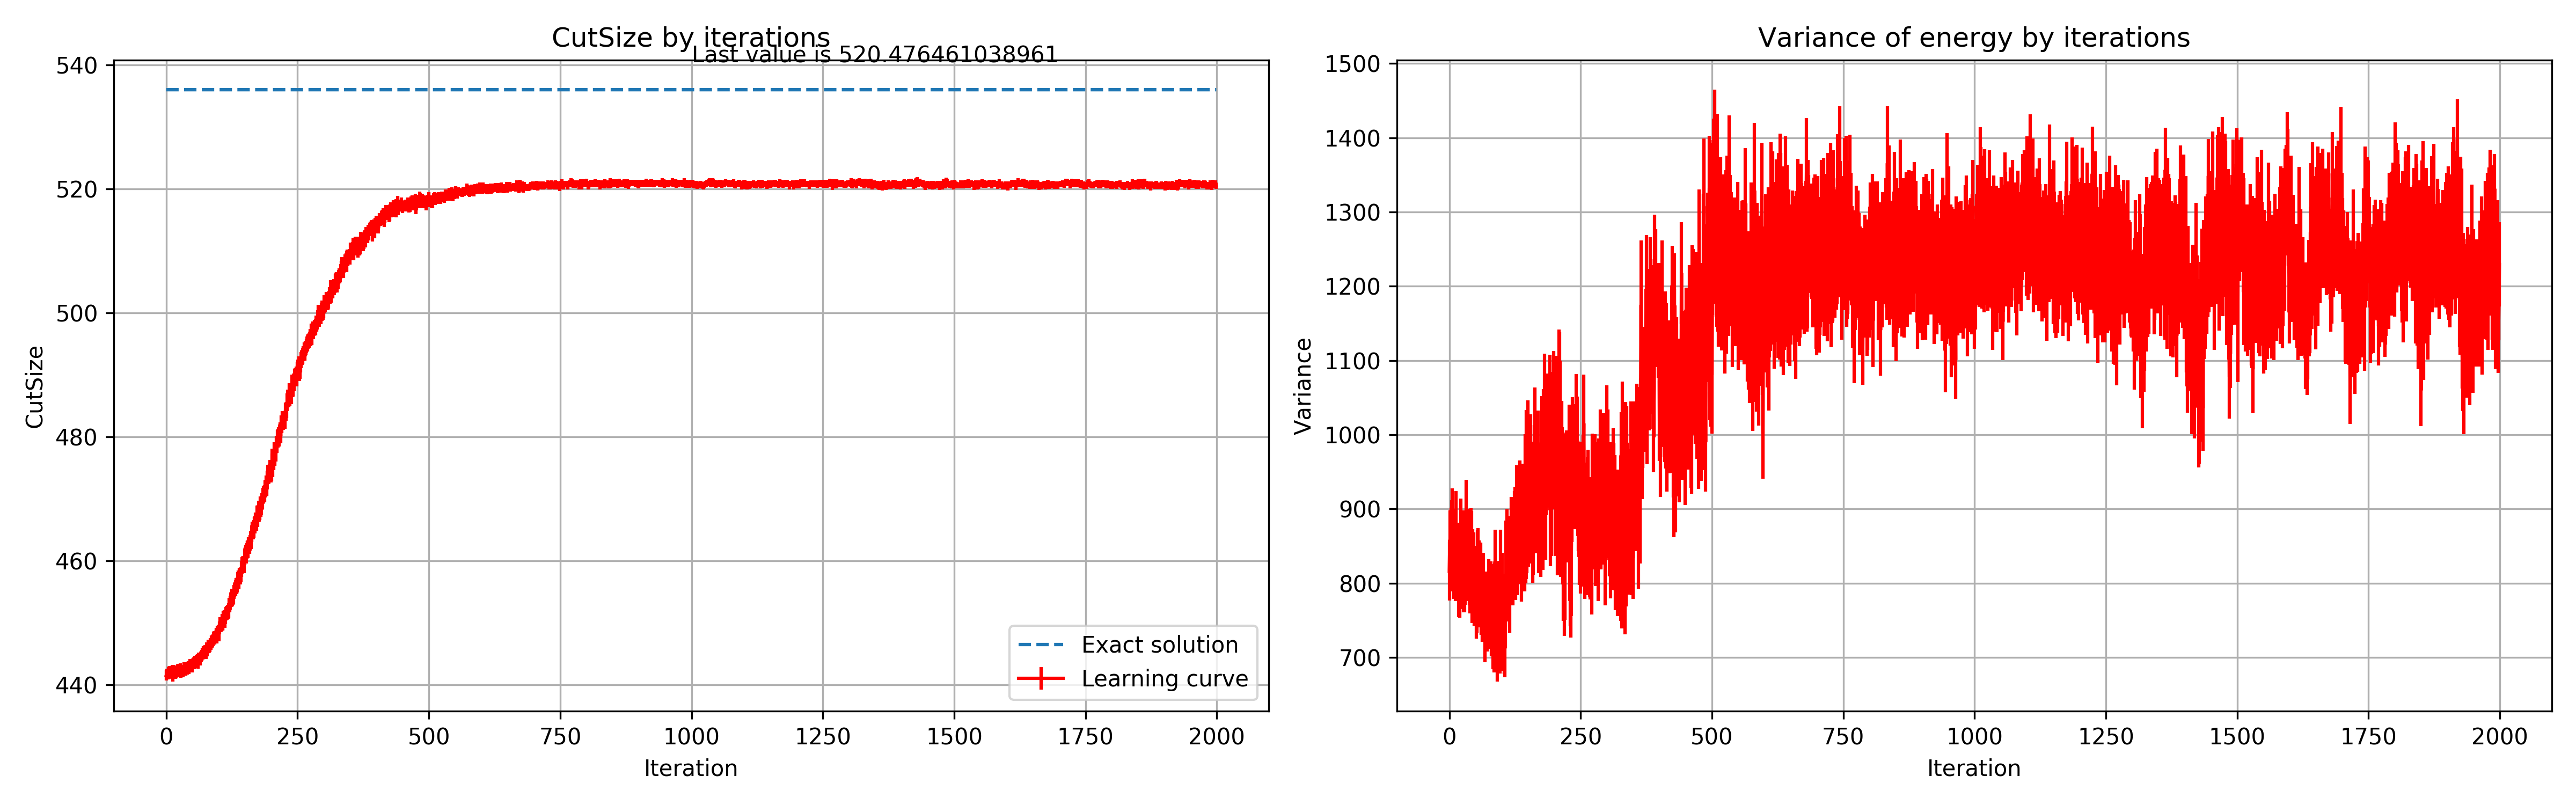 CutSize by iterations
Last value is 520.476461038961
540
520
500
480
460
440
CutSize
0 250 500 750 1000 1250 1500 1750 2000
Iteration
Exact solution
Learning curve
Variance of energy by iterations
1500
1400
1300
1200
1100
1000
900
800
700
Variance
0 250 500 750 1000 1250 1500 1750 2000
Iteration